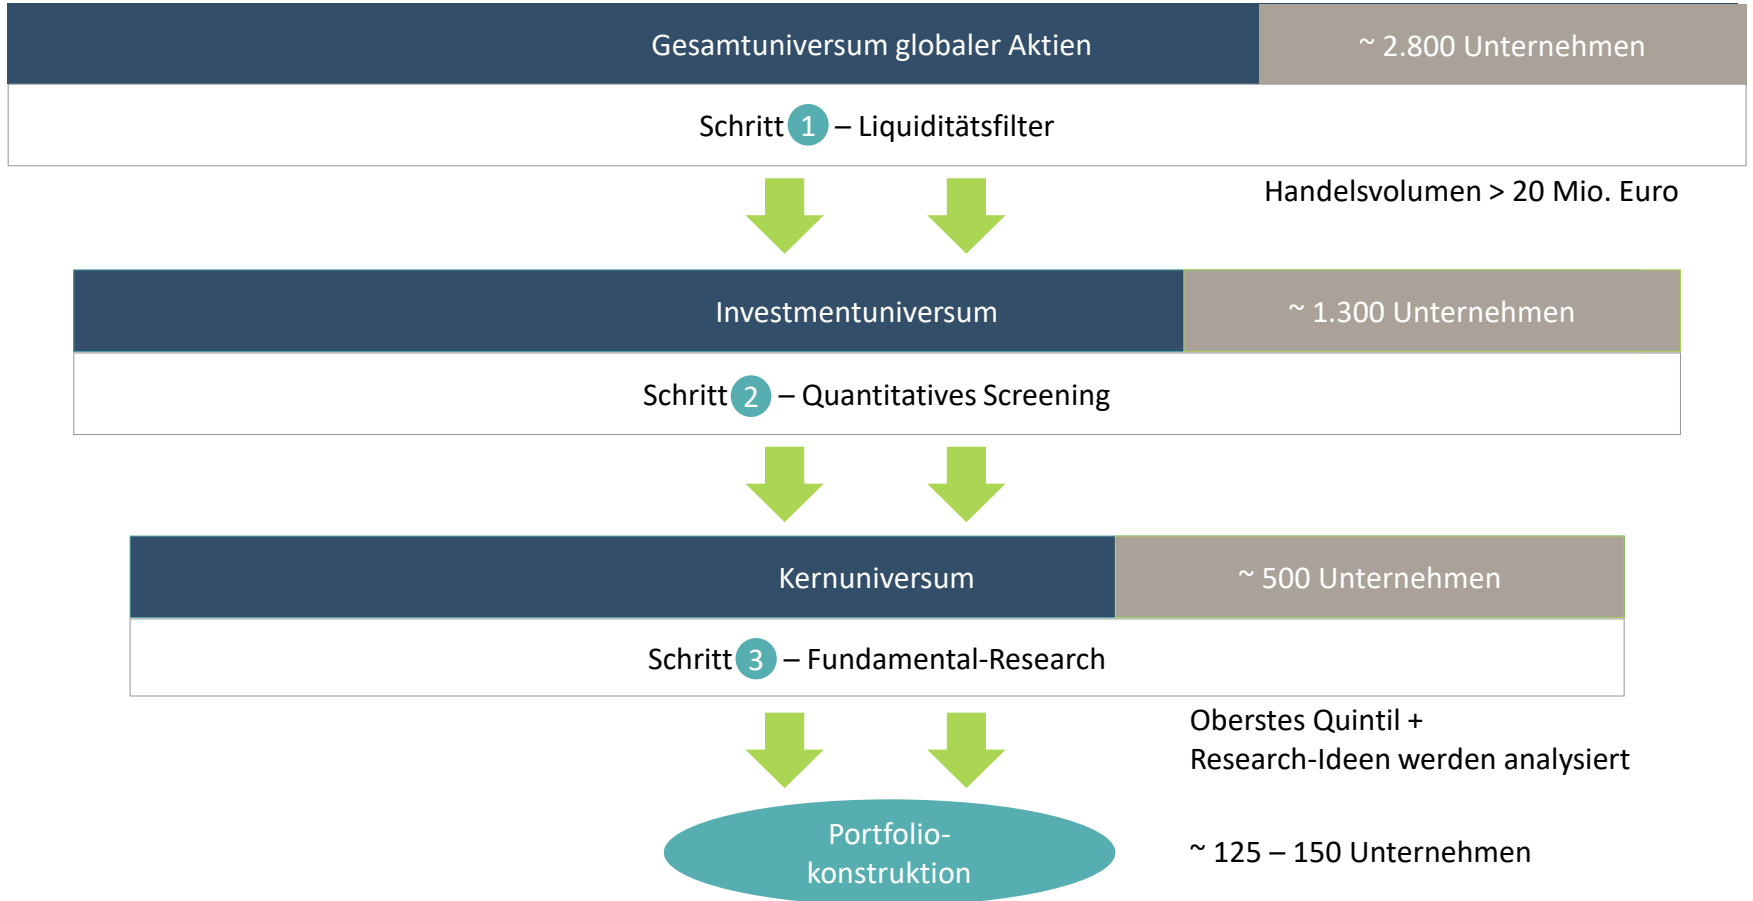 Gesamtuniversum globaler Aktien
~ 2.800 Unternehmen
Schritt 1 – Liquiditätsfilter
Handelsvolumen > 20 Mio. Euro
Investmentuniversum
~ 1.300 Unternehmen
Schritt 2 – Quantitatives Screening
Kernuniversum
~ 500 Unternehmen
Schritt 3 – Fundamental-Research
Oberstes Quintil +
Research-Ideen werden analysiert
Portfolio-
konstruktion
~ 125 – 150 Unternehmen